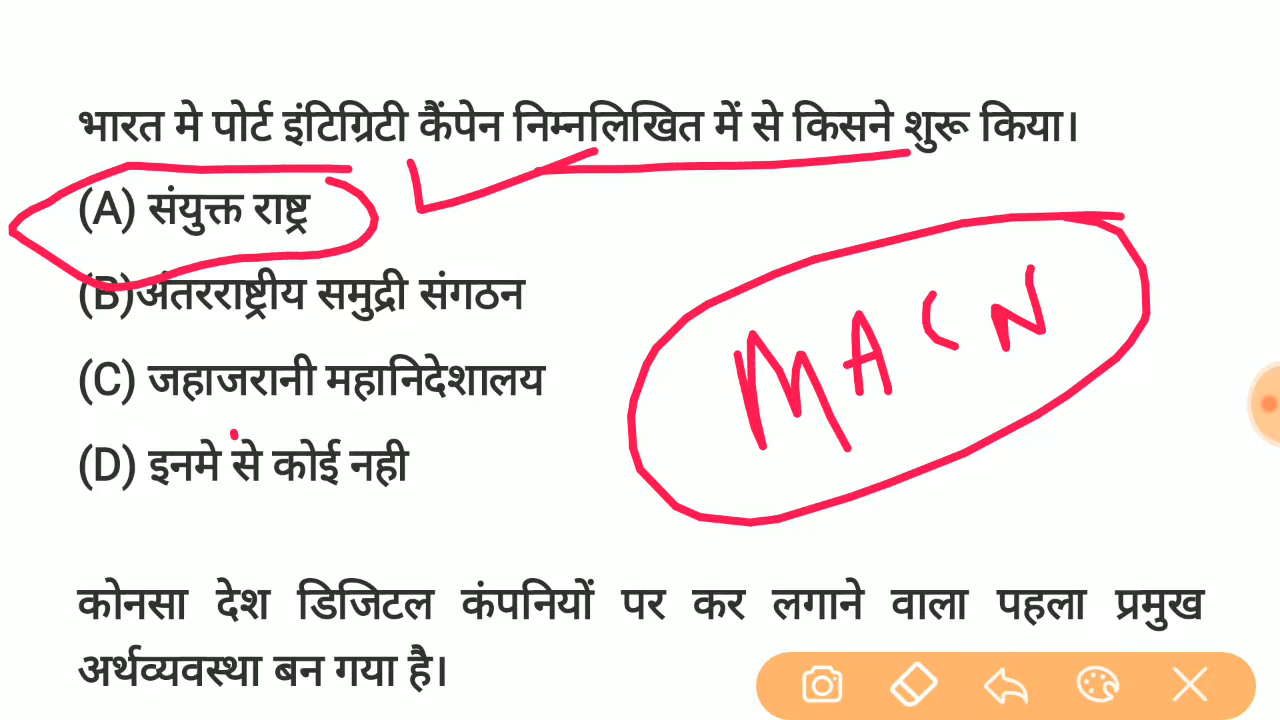 भारत मे पोर्ट इंटिग्रिटी कैंपेन निम्नलिखित में से किसने शुरू किया।
(A) संयुक्त राष्ट्र
(B)अंतरराष्ट्रीय समुद्री संगठन
(C) जहाजरानी महानिदेशालय
(D) इनमे से कोई नही
MACN
कोनसा देश डिजिटल कंपनियों पर कर लगाने वाला पहला प्रमुख
अर्थव्यवस्था बन गया है।